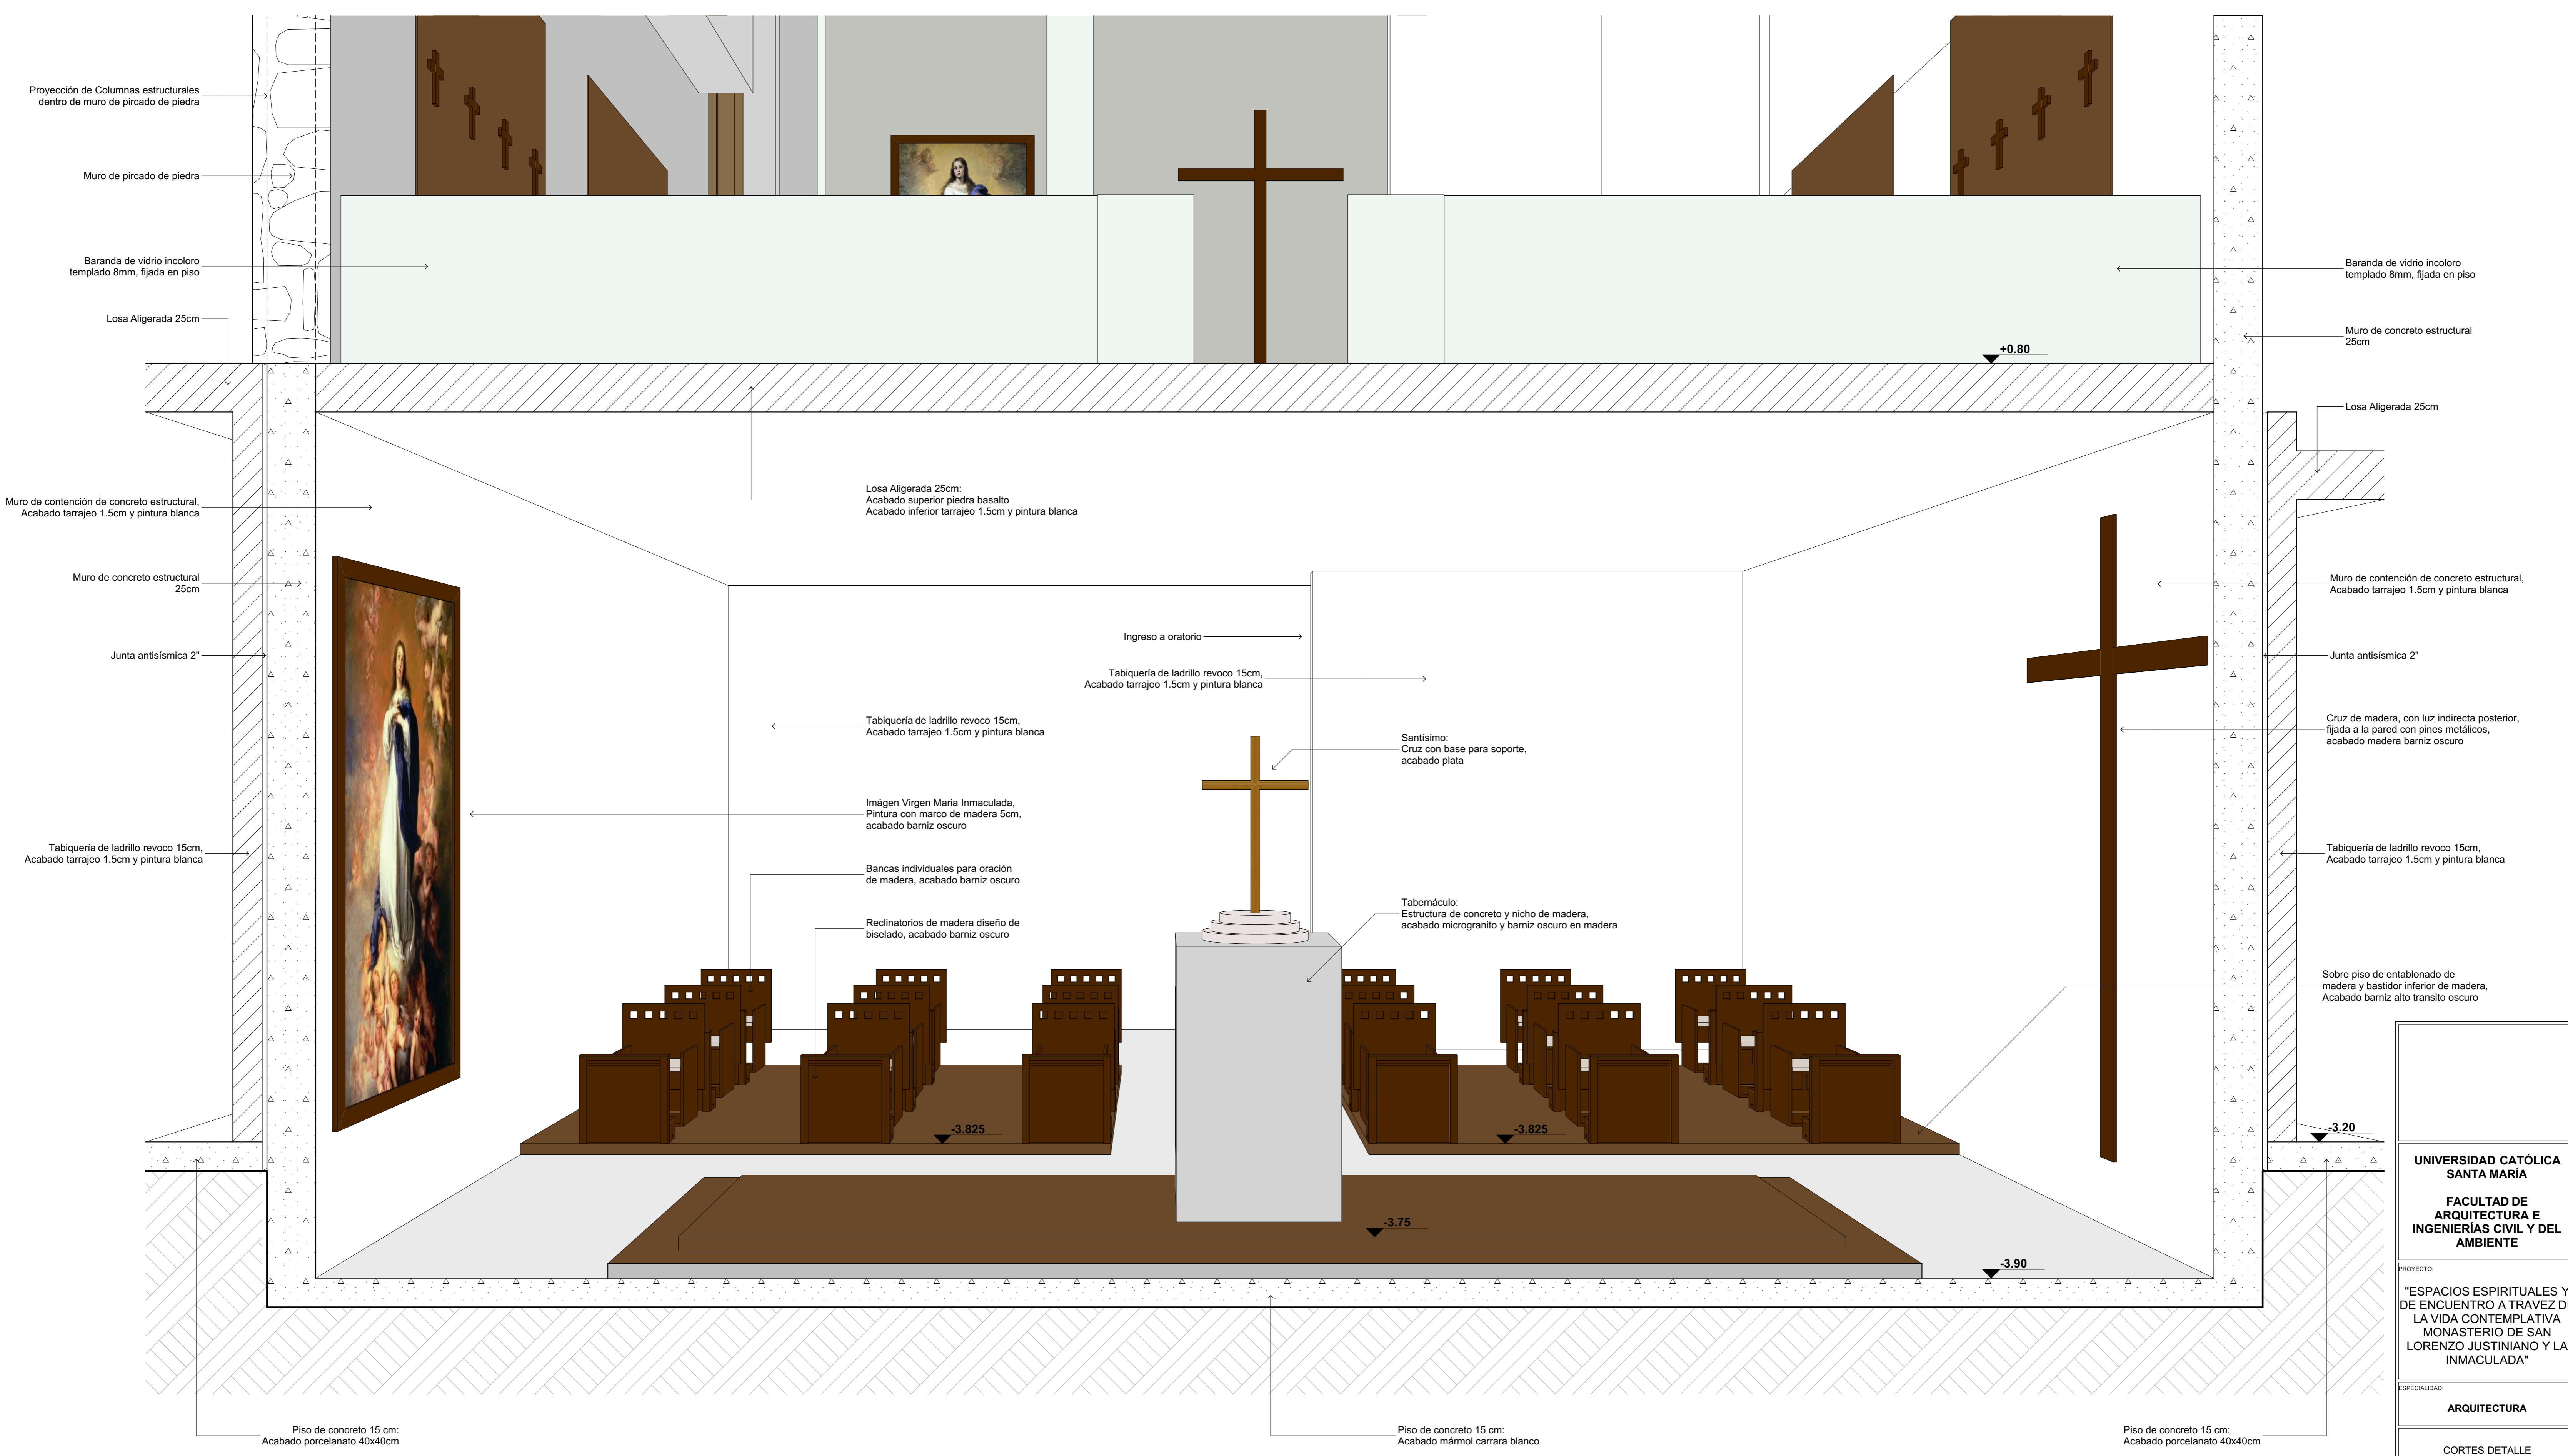 Proyección de Columnas estructurales
dentro de muro de pircado de piedra
Muro de pircado de piedra
Baranda de vidrio incoloro
templado 8mm, fijada en piso
Losa Aligerada 25cm
Muro de contención de concreto estructural,
Acabado tarrajeo 1.5cm y pintura blanca
Muro de concreto estructural
25cm
Junta antisísmica 2"
Tabiquería de ladrillo revoco 15cm,
Acabado tarrajeo 1.5cm y pintura blanca
Piso de concreto 15 cm:
Acabado porcelanato 40x40cm
Losa Aligerada 25cm:
Acabado superior piedra basalto
Acabado inferior tarrajeo 1.5cm y pintura blanca
Tabiquería de ladrillo revoco 15cm,
Acabado tarrajeo 1.5cm y pintura blanca
Imágen Virgen Maria Inmaculada,
Pintura con marco de madera 5cm,
acabado barniz oscuro
Bancas individuales para oración
de madera, acabado barniz oscuro
Reclinatorios de madera diseño de
biselado, acabado barniz oscuro
Ingreso a oratorio
Tabiquería de ladrillo revoco 15cm,
Acabado tarrajeo 1.5cm y pintura blanca
Santísimo:
Cruz con base para soporte,
acabado plata
Tabernáculo:
Estructura de concreto y nicho de madera,
acabado microgranito y barniz oscuro en madera
+0.80
-3.825
-3.825
-3.75
-3.90
-3.20
Piso de concreto 15 cm:
Acabado mármol carrara blanco
Baranda de vidrio incoloro
templado 8mm, fijada en piso
Muro de concreto estructural
25cm
Losa Aligerada 25cm
Muro de contención de concreto estructural,
Acabado tarrajeo 1.5cm y pintura blanca
Junta antisísmica 2"
Cruz de madera, con luz indirecta posterior,
fijada a la pared con pines metálicos,
acabado madera barniz oscuro
Tabiquería de ladrillo revoco 15cm,
Acabado tarrajeo 1.5cm y pintura blanca
Sobre piso de entablonado de
madera y bastidor inferior de madera,
Acabado barniz alto transito oscuro
Piso de concreto 15 cm:
Acabado porcelanato 40x40cm
UNIVERSIDAD CATÓLICA
SANTA MARÍA
FACULTAD DE
ARQUITECTURA E
INGENIERÍAS CIVIL Y DEL
AMBIENTE
PROYECTO:
"ESPACIOS ESPIRITUALES Y
DE ENCUENTRO A TRAVEZ D
LA VIDA CONTEMPLATIVA
MONASTERIO DE SAN
LORENZO JUSTINIANO Y LA
INMACULADA"
ESPECIALIDAD:
ARQUITECTURA
CORTES DETALLE